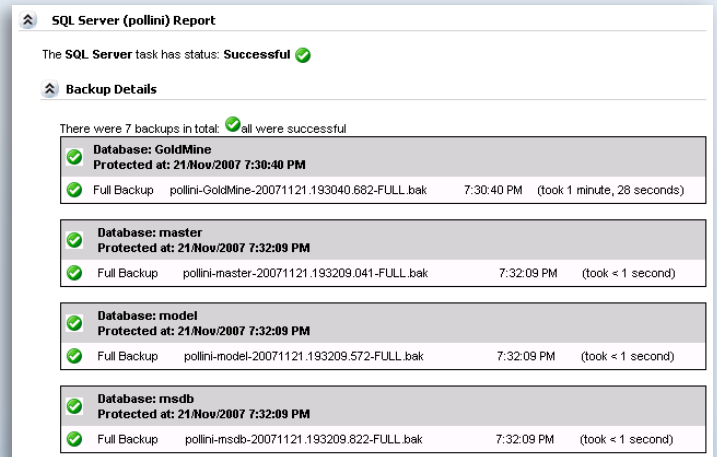 SQL Server (pollini) Report
The SQL Server task has status: Successful
Backup Details
There were 7 backups in total: all were successful
Database: GoldMine
Protected at: 21/Nov/2007 7:30:40 PM
Full Backup pollini-GoldMine-20071121.193040.682-FULL.bak 7:30:40 PM (took 1 minute, 28 seconds)
Database: master
Protected at: 21/Nov/2007 7:32:09 PM
Full Backup pollini-master-20071121.193209.041-FULL.bak 7:32:09 PM (took < 1 second)
Database: model
Protected at: 21/Nov/2007 7:32:09 PM
Full Backup pollini-model-20071121.193209.572-FULL.bak 7:32:09 PM (took < 1 second)
Database: msdb
Protected at: 21/Nov/2007 7:32:09 PM
Full Backup pollini-msdb-20071121.193209.822-FULL.bak 7:32:09 PM (took < 1 second)